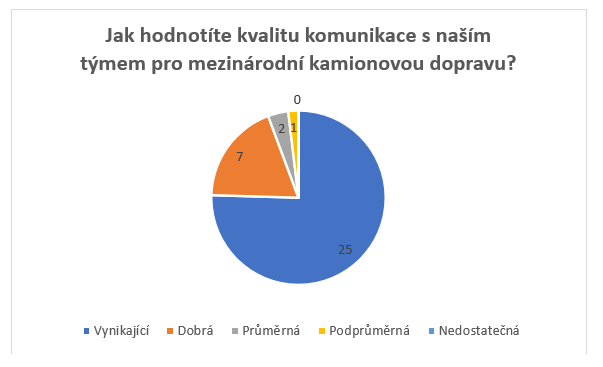 Jak hodnotíte kvalitu komunikace s naším
týmem pro mezinárodní kamionovou dopravu?
0
1
2
7
25
Vynikající
Dobrá
Průměrná
Podprůměrná
Nedostatečná